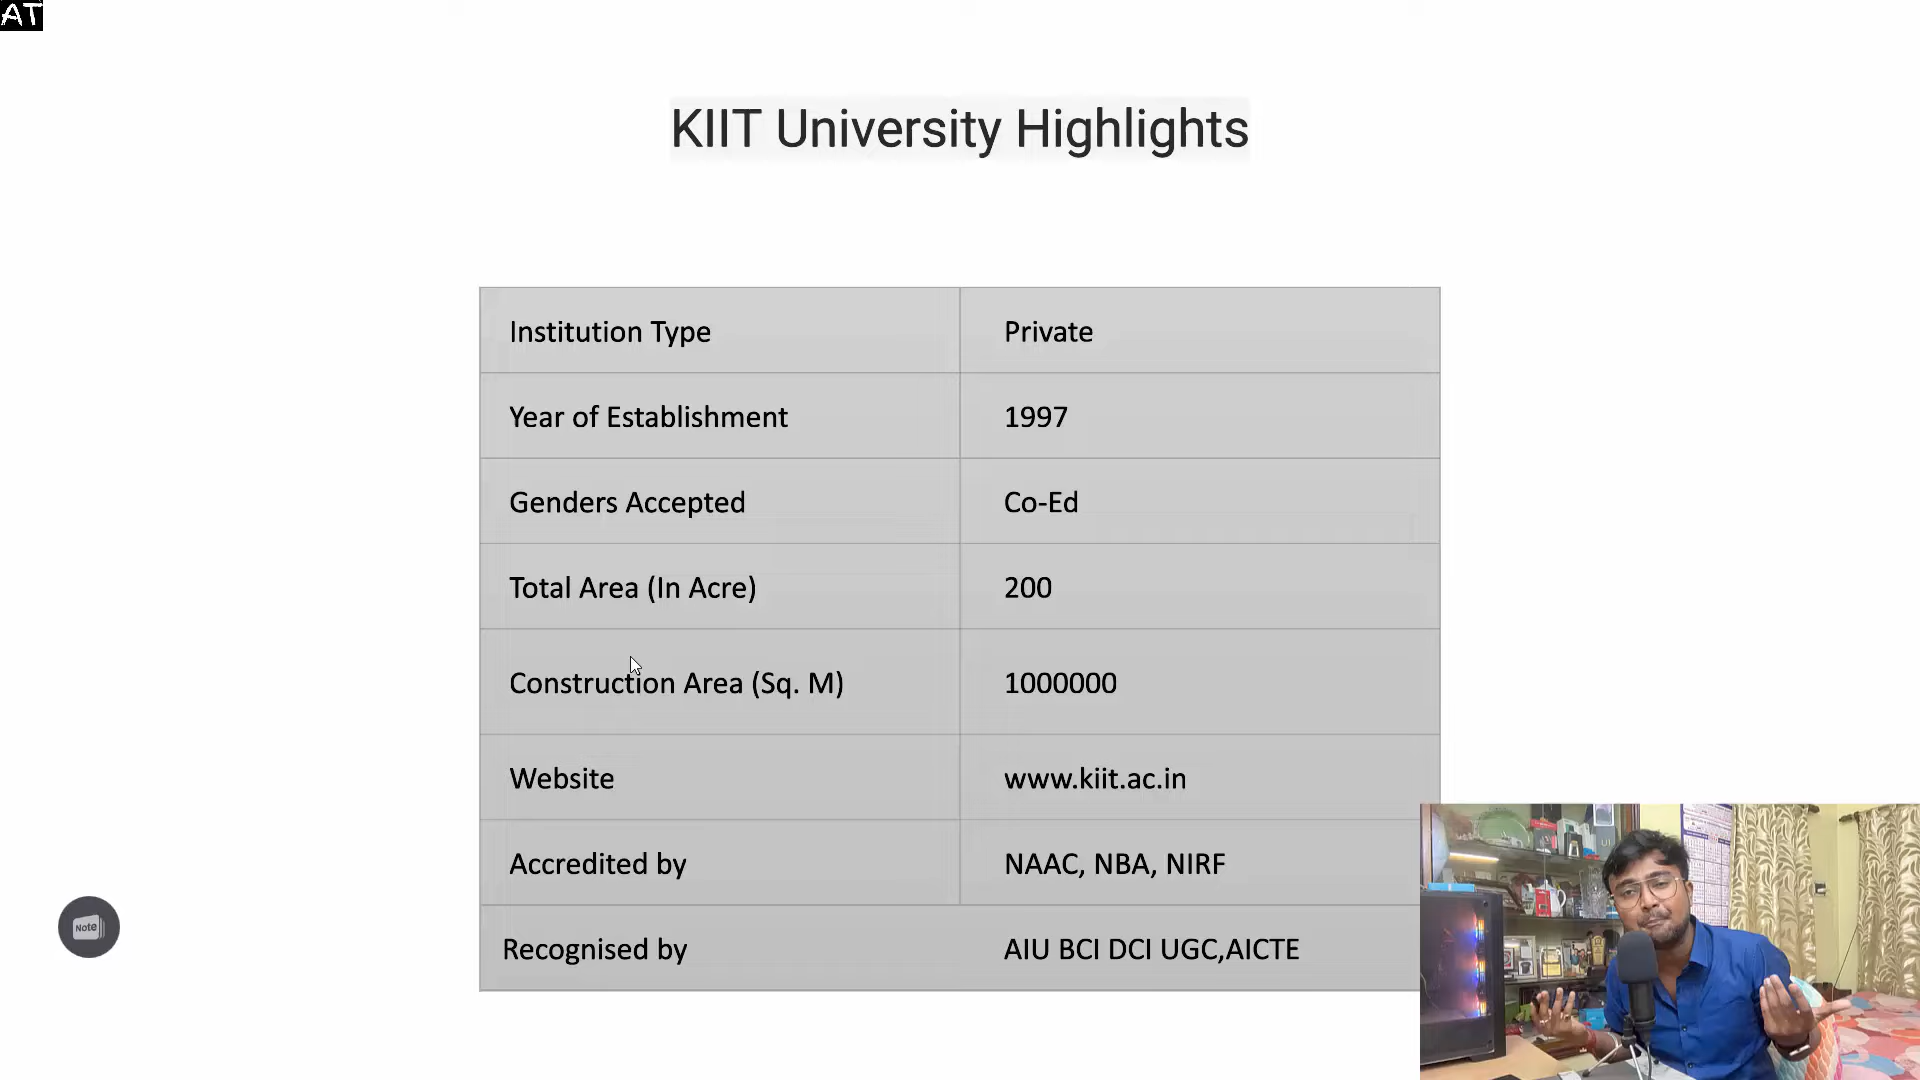 AT
KIIT University Highlights
Institution Type Private
Year of Establishment 1997
Genders Accepted Co-Ed
Total Area (In Acre) 200
Construction Area (Sq. M) 1000000
Website www.kiit.ac.in
Accredited by NAAC, NBA, NIRF
Note
Recognised by AIU BCI DCI UGC,AICTE